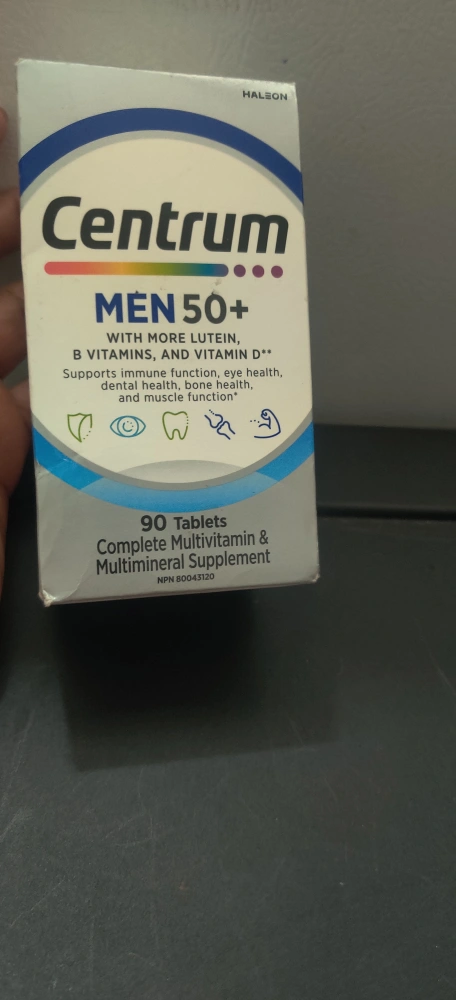 HALEON
Centrum
MEN 50+
WITH MORE LUTEIN,
B VITAMINS, AND VITAMIN D**
Supports immune function, eye health,
dental health, bone health,
and muscle function*
90 Tablets
Complete Multivitamin &
Multimineral Supplement
NPN 80043120